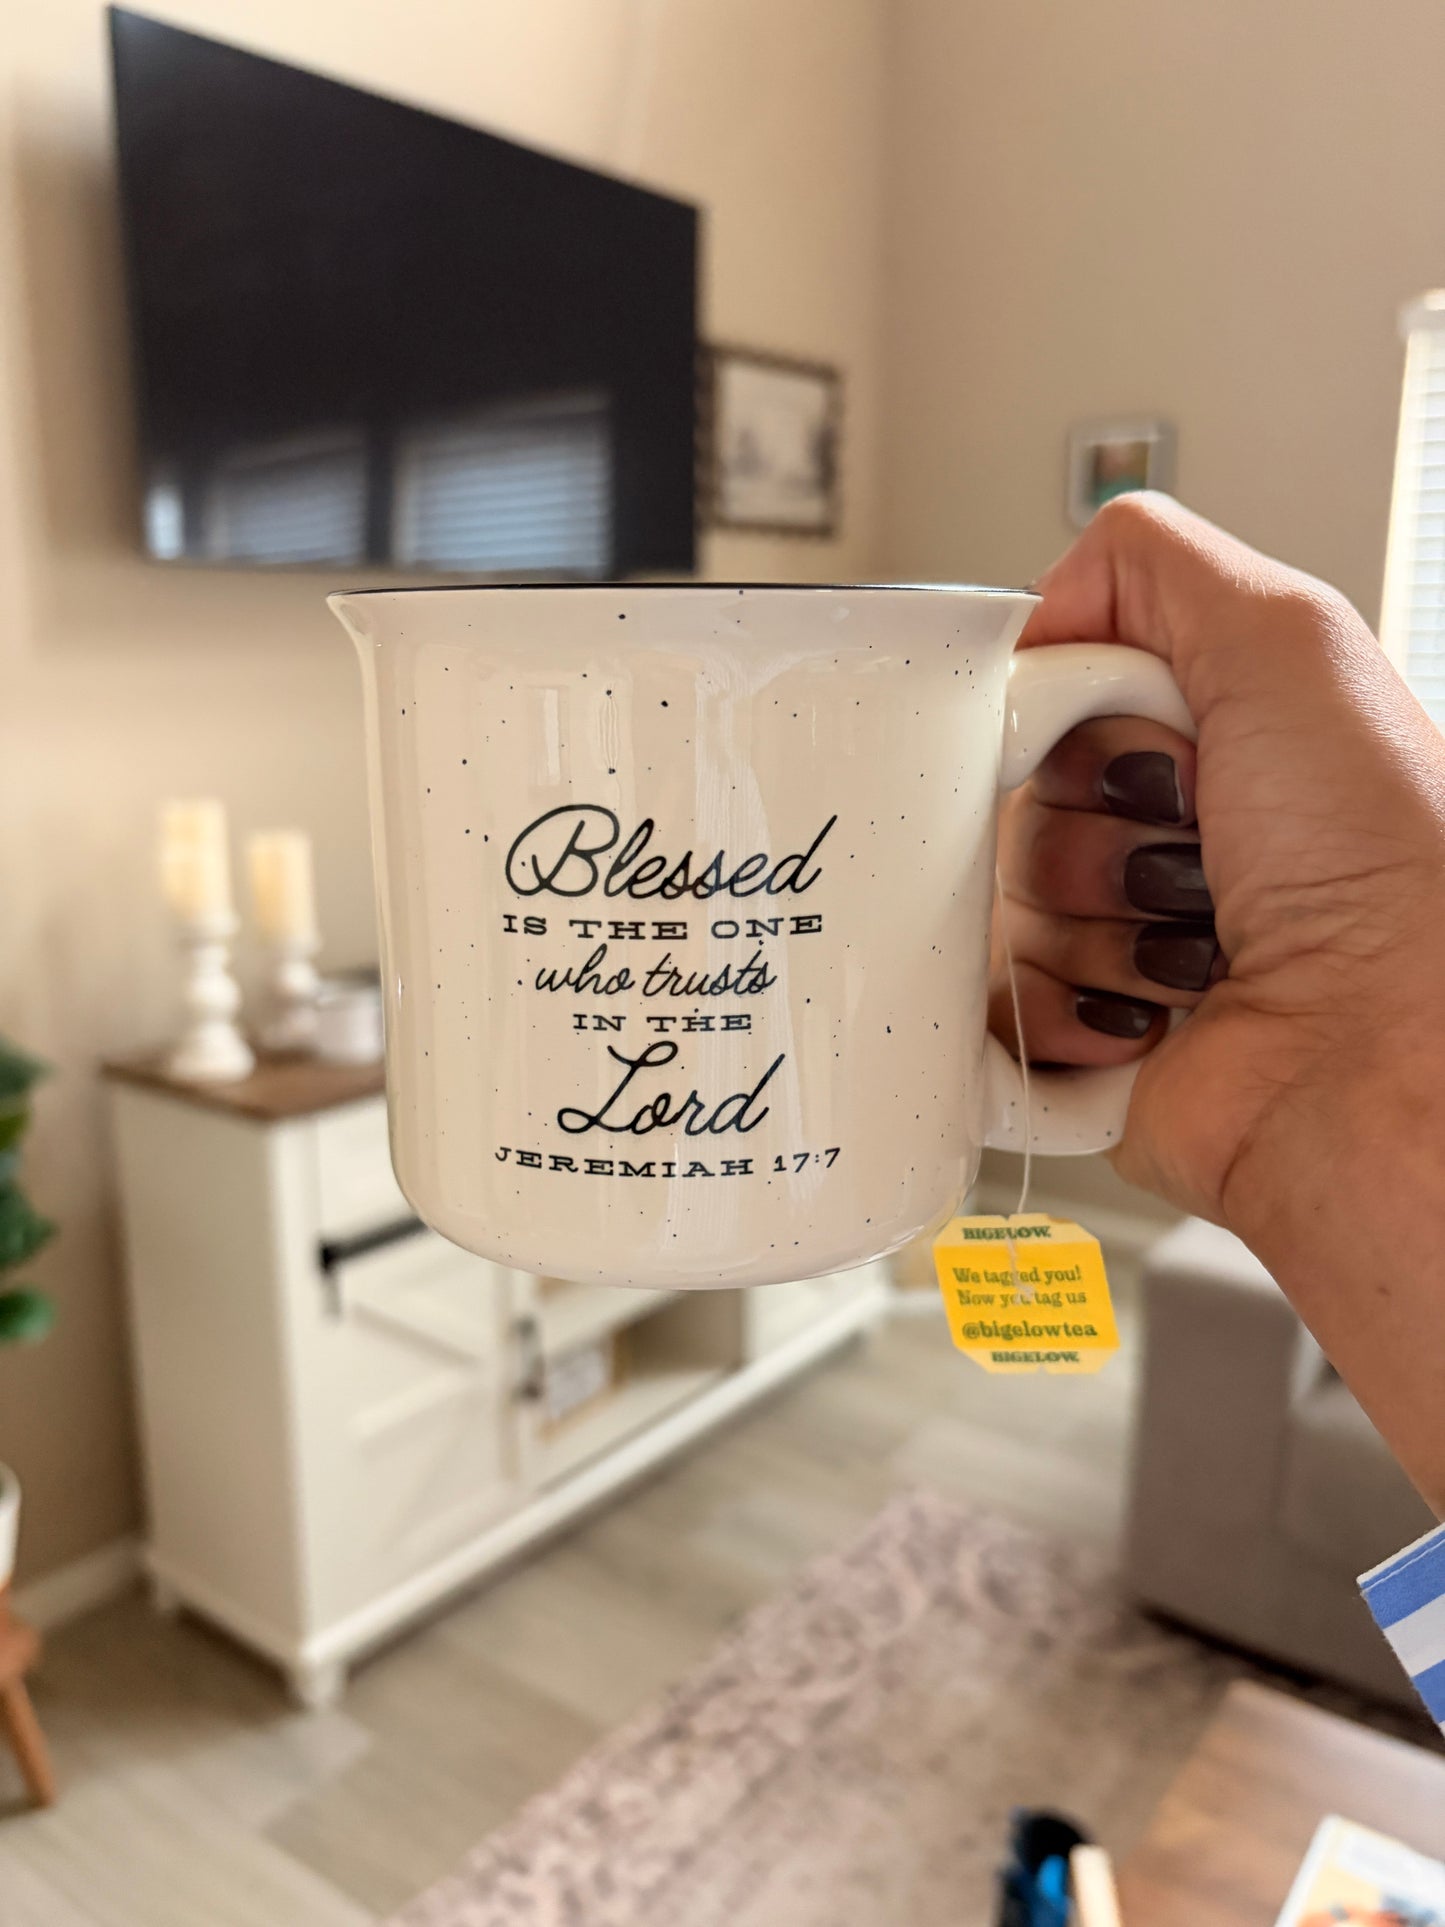 Blessed
IS THE ONE
who trusts
IN THE
Lord
JEREMIAH 17:7
BIGELOW.
We tagged you!
Now you tag us
@bigelowtea
BIGELOW.